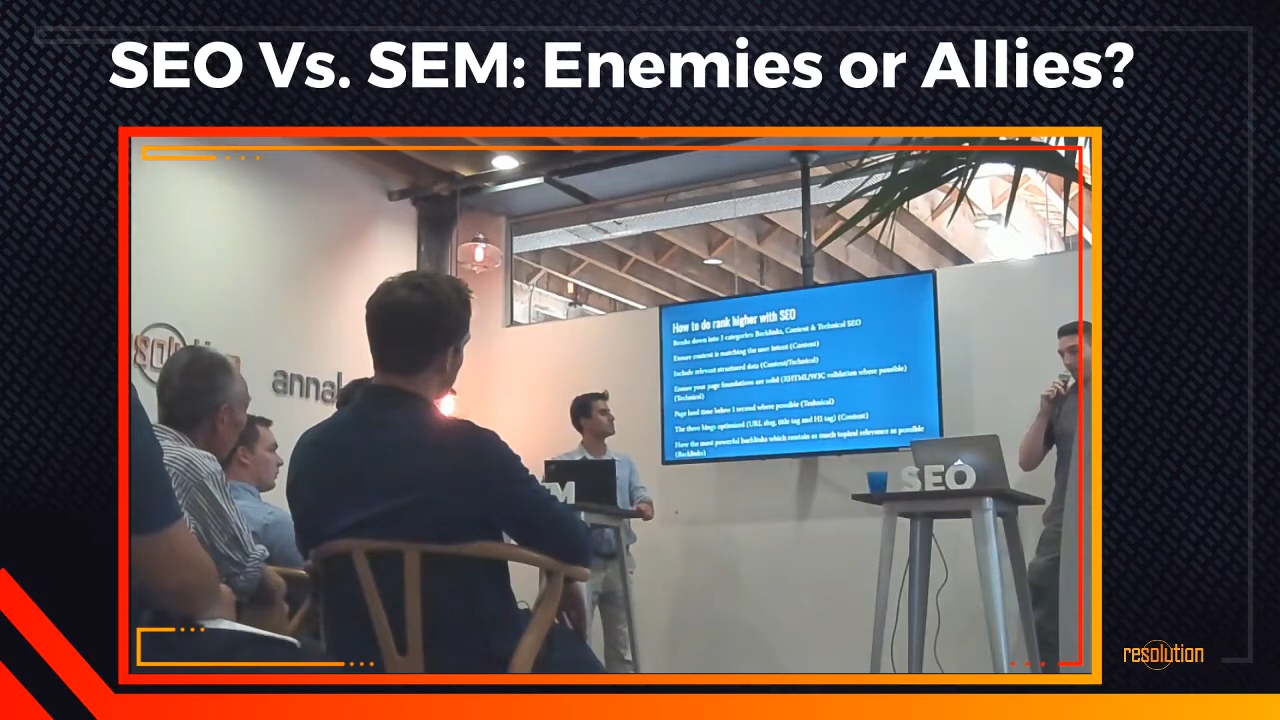 SEO Vs. SEM: Enemies or Allies?
How to do rank higher with SEO
Breaks down into 3 categories Backlinks, Content & Technical SEO
Ensure content is matching the user intent (Content)
Include relevant structured data (Content/Technical)
Ensure your page foundations are solid (XHTML/W3C validation where possible)
(Technical)
Page load time below 1 second where possible (Technical)
The three kings optimised (URL slug, title tag and H1 tag) (Content)
Have the most powerful backlinks which contain as much topical relevance as possible
(Backlinks)
solution
anna
M
SEO
resolution